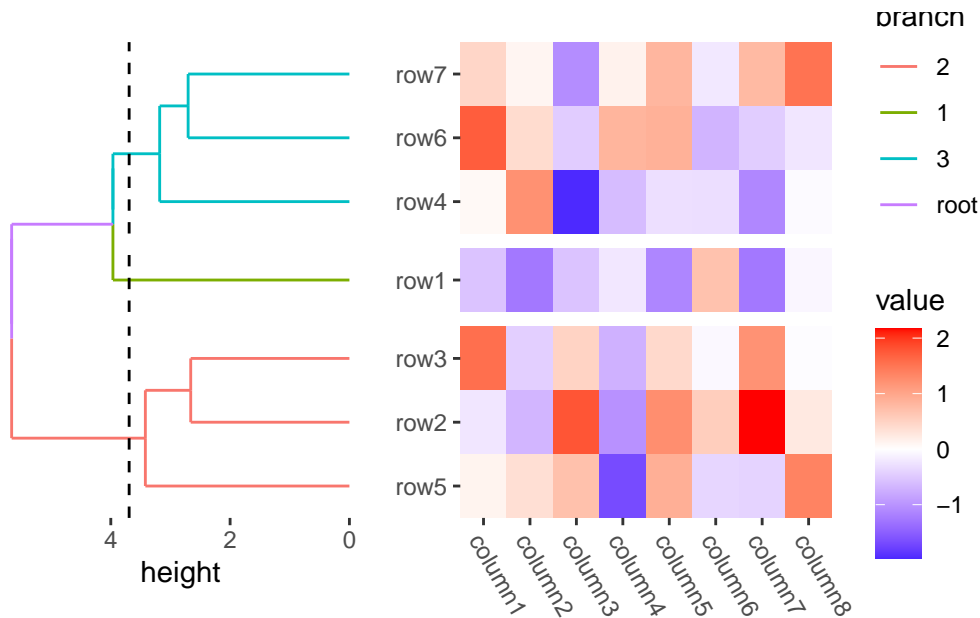 branch
2
1
3
root
row7
row6
row4
row1
row3
row2
row5
4
2
0
height
column1
column2
column3
column4
column5
column6
column7
column8
value
2
1
0
−1